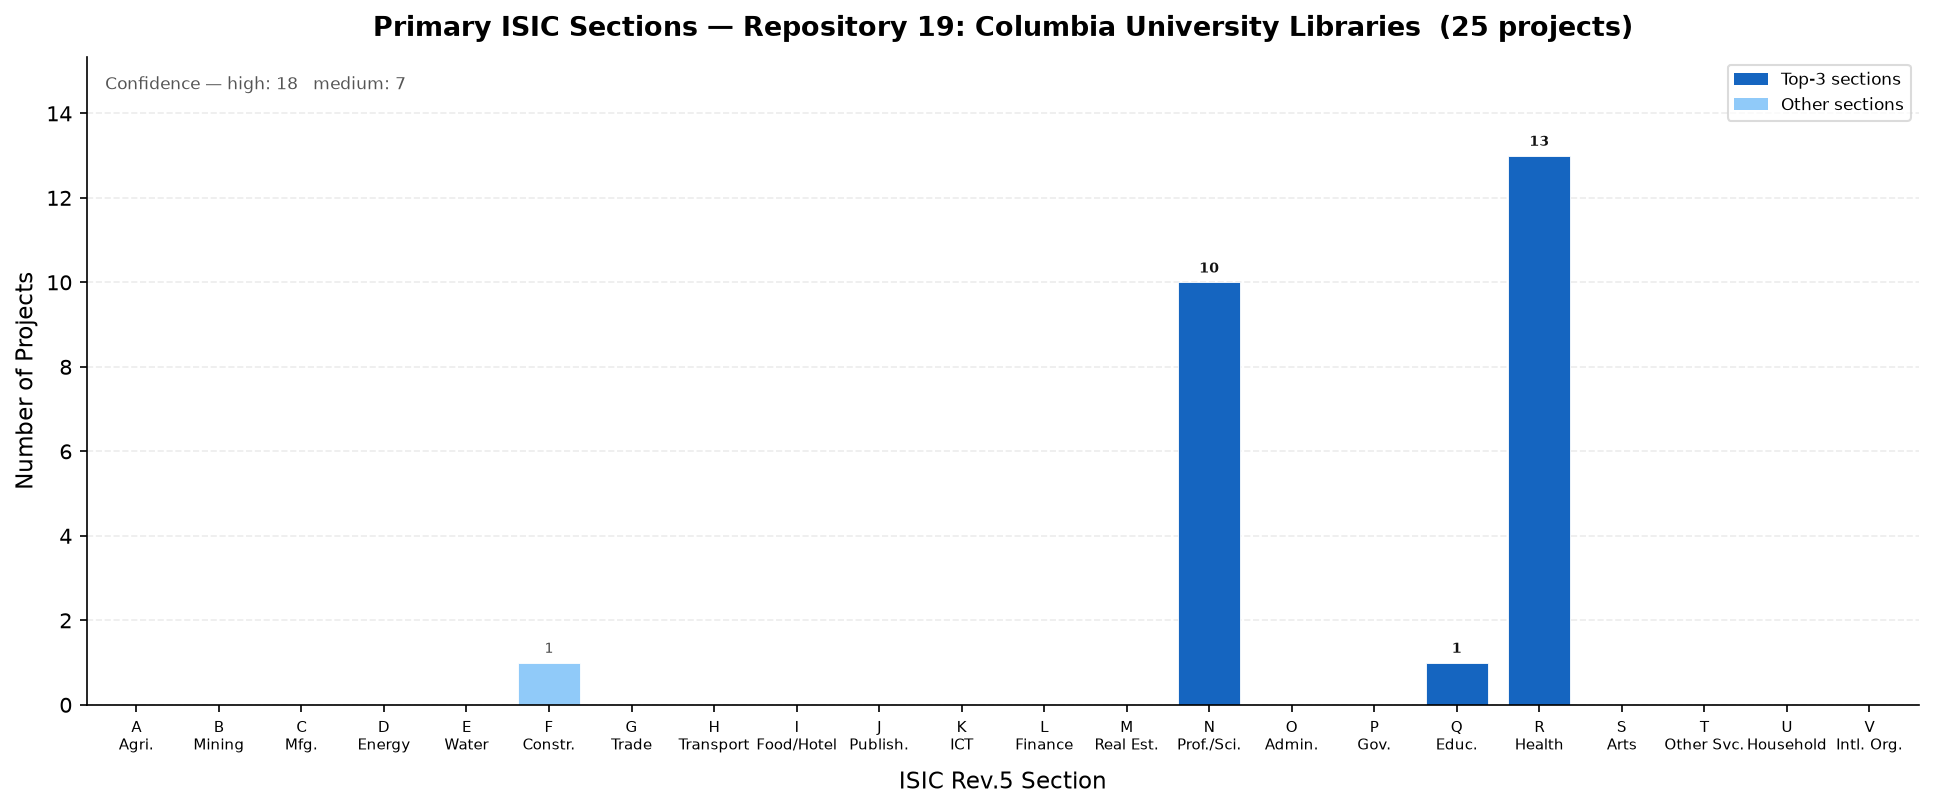 Primary ISIC Sections — Repository 19: Columbia University Libraries (25 projects)
Confidence — high: 18 medium: 7
Top-3 sections
Other sections
Number of Projects
14
12
10
8
6
4
2
0
13
10
1
1
A B C D E F G H I J K L M N O P Q R S T U V
Agri. Mining Mfg. Energy Water Constr. Trade Transport Food/Hotel Publish. ICT Finance Real Est. Prof./Sci. Admin. Gov. Educ. Health Arts Other Svc. Household Intl. Org.
ISIC Rev.5 Section